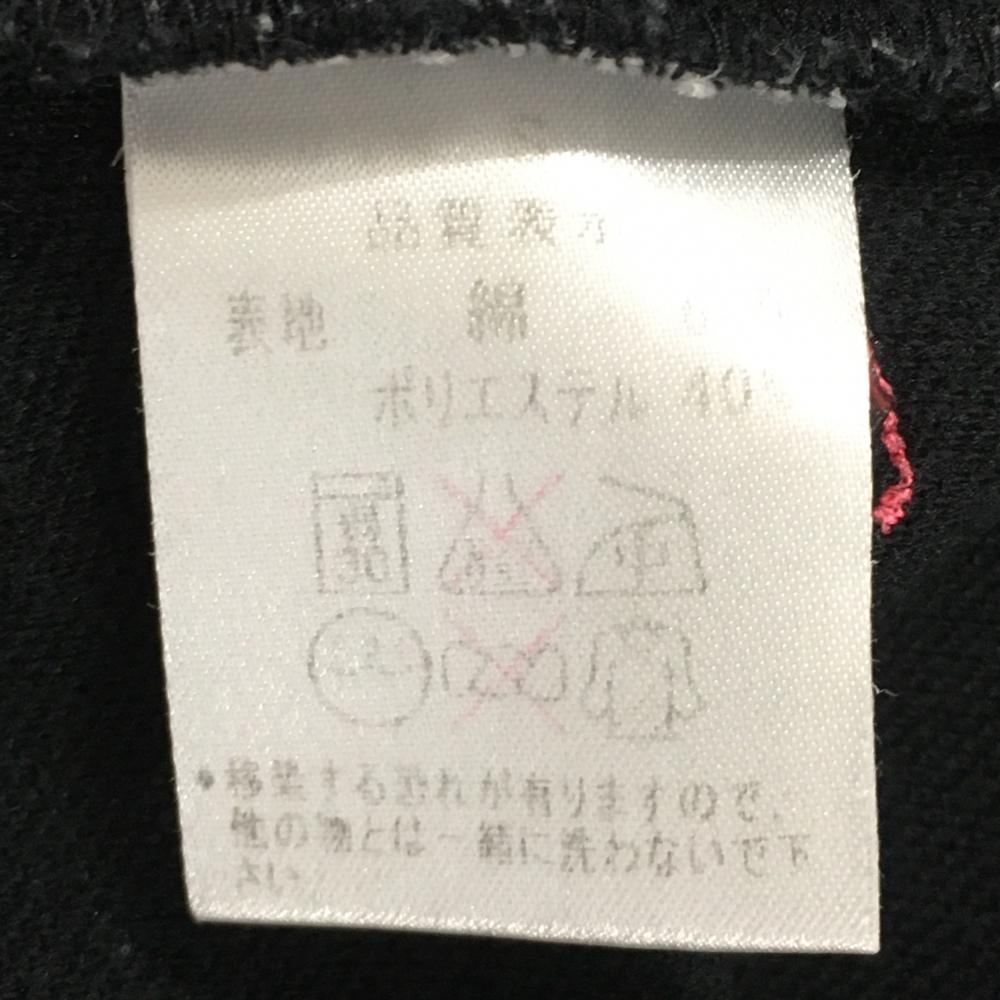 品質表示
表地 綿
ポリエステル 40%
30
中
・移染する恐れが有りますので、
他の物とは一緒に洗わないで下
さい